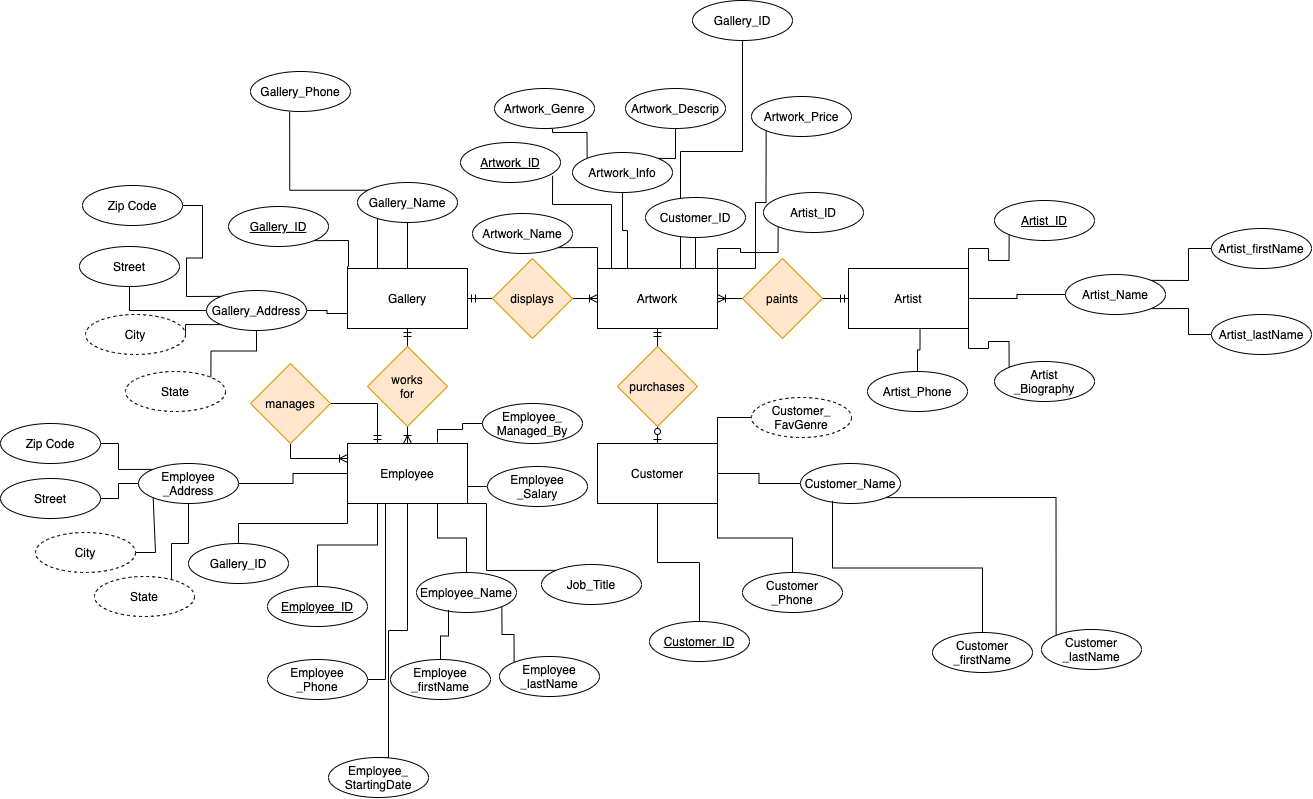 Gallery_ID
Gallery_Phone
Artwork_Genre
Artwork_Descrip
Artwork_Price
Artwork_ID
Artwork_Info
Zip Code
Gallery_Name
Gallery_ID
Artwork_Name
Customer_ID
Artist_ID
Artist_ID
Artist_firstName
Street
Gallery_Address
Gallery
displays
Artwork
paints
Artist
Artist_Name
City
Artist_lastName
State
works
for
manages
purchases
Artist_Phone
Artist
_Biography
Customer_
FavGenre
Employee_
Managed_By
Zip Code
Employee
_Address
Employee
Employee
_Salary
Customer
Customer_Name
Street
City
Gallery_ID
State
Employee_ID
Employee_Name
Job_Title
Customer
_Phone
Customer_ID
Customer
_firstName
Customer
_lastName
Employee
_Phone
Employee
_firstName
Employee
_lastName
Employee_
StartingDate